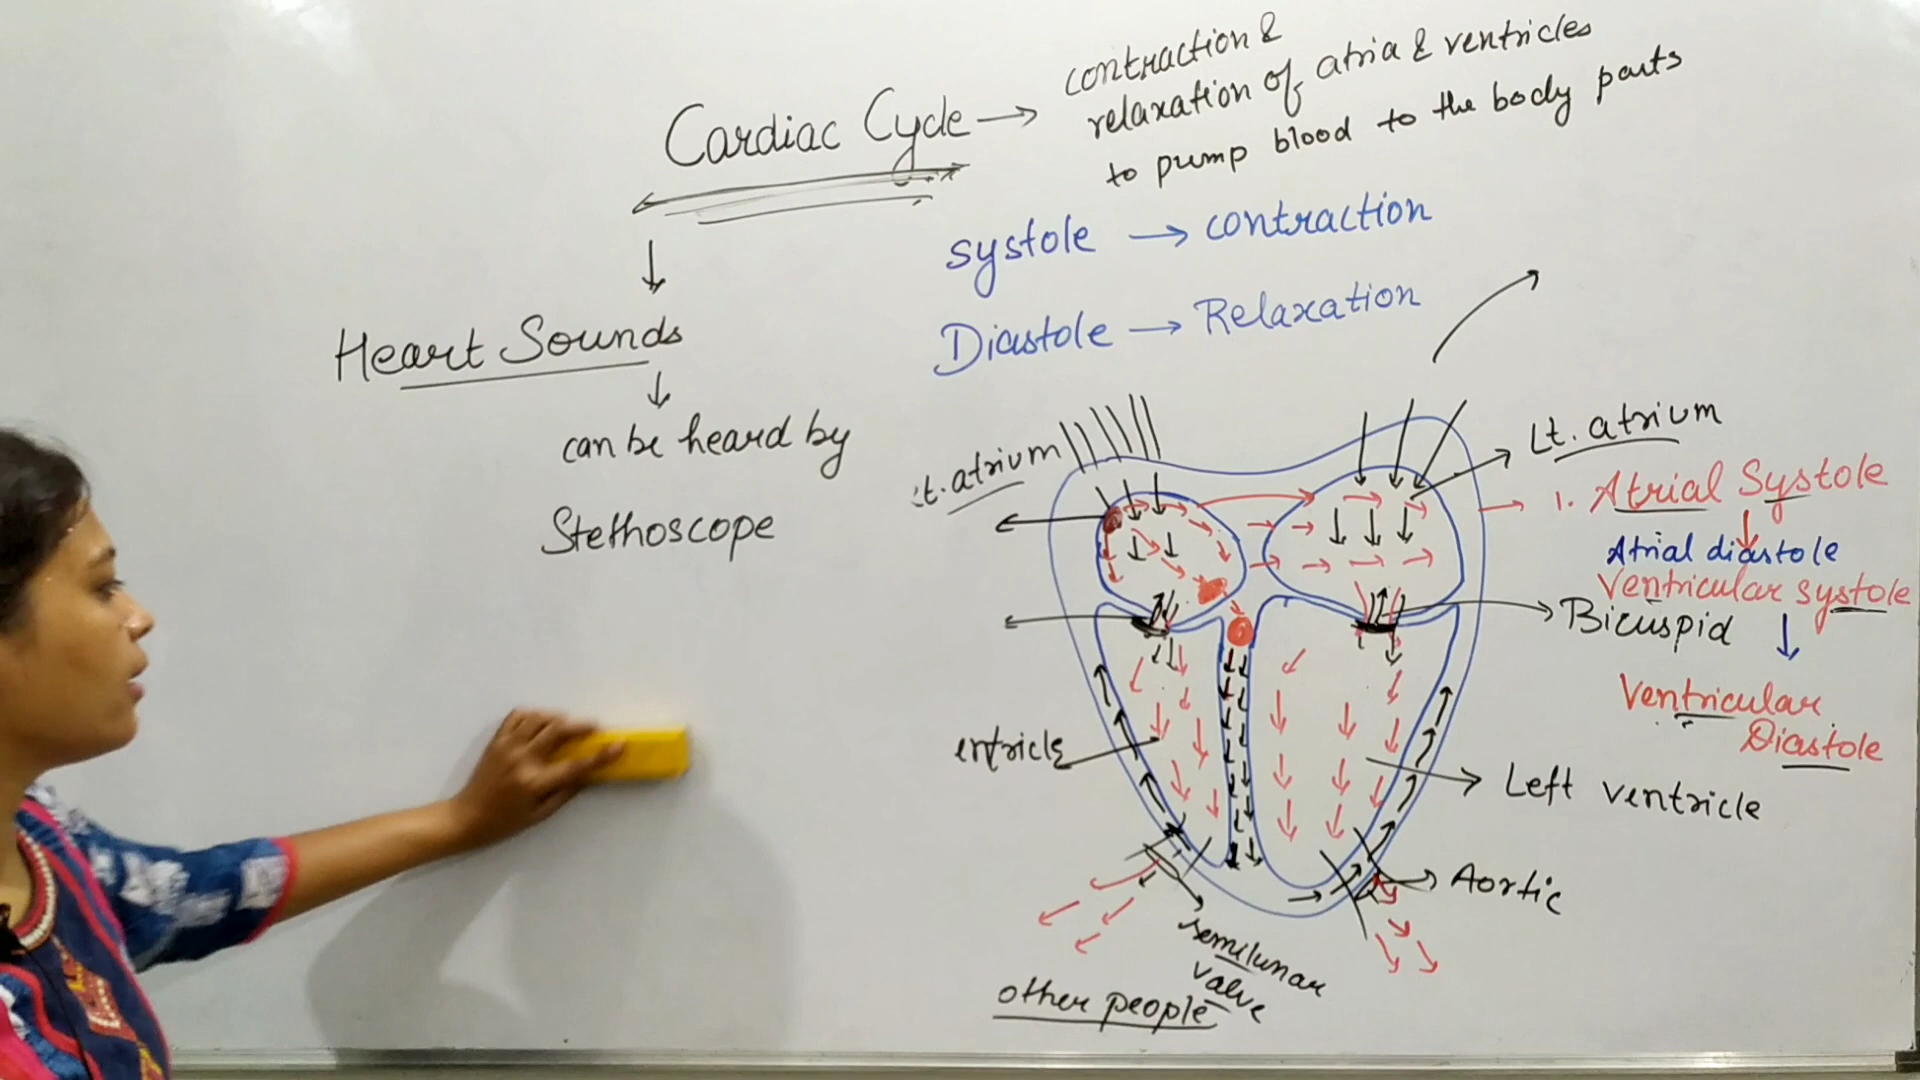 Cardiac Cycle → contraction &
relaxation of atria & ventricles
to pump blood to the body parts
systole → contraction
Diastole → Relaxation
Heart Sounds
can be heard by
Stethoscope
t. atrium
Lt. atrium
1. Atrial Systole
Atrial diastole
Ventricular systole
Bicuspid
Ventricular
Diastole
entricle
Left ventricle
Aortic
semilunar
valve
other people